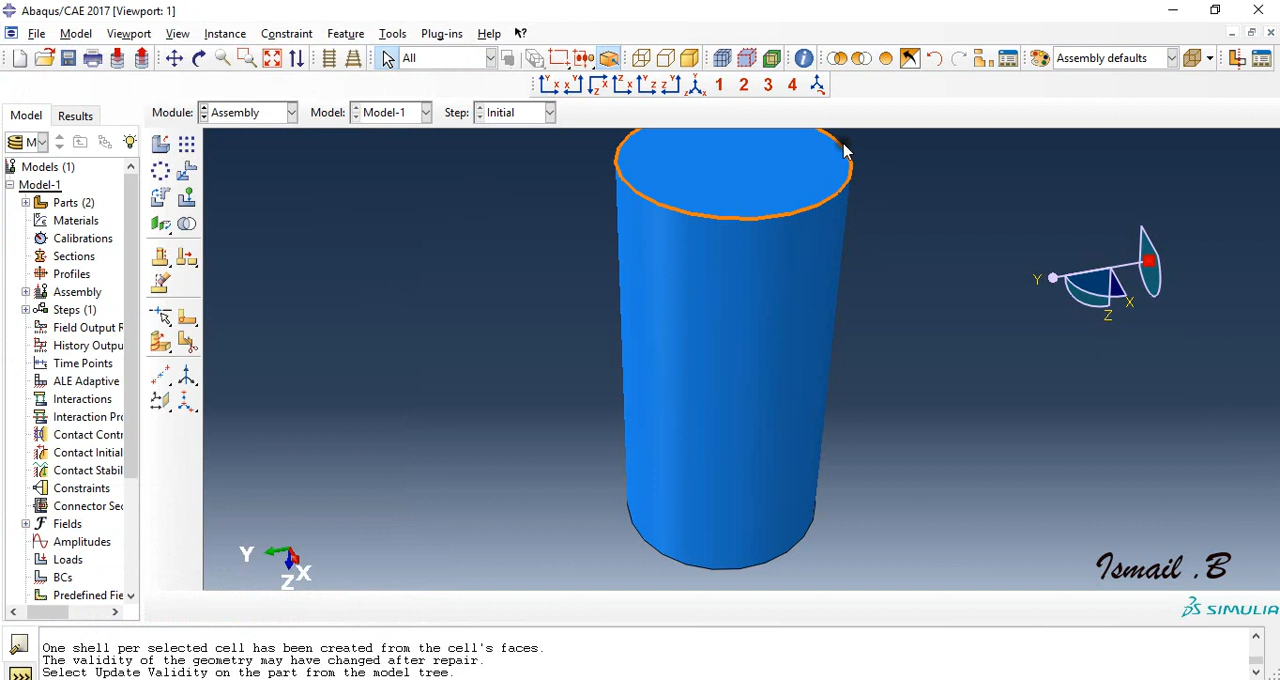 Abaqus/CAE 2017 [Viewport: 1]
File Model Viewport View Instance Constraint Feature Tools Plug-ins Help
All
Assembly defaults
1 2 3 4
Model Results
Module: Assembly Model: Model-1 Step: Initial
M
Models (1)
Model-1
Parts (2)
Materials
Calibrations
Sections
Profiles
Assembly
Steps (1)
Field Output R
History Outpu
Time Points
ALE Adaptive
Interactions
Interaction Pr
Contact Contr
Contact Initial
Contact Stabil
Constraints
Connector Sec
Fields
Amplitudes
Loads
BCs
Predefined Fie
Y
X
Z
Y
X
Z
Ismail .B
SIMULIA
One shell per selected cell has been created from the cell's faces.
The validity of the geometry may have changed after repair.
Select Update Validity on the part from the model tree.